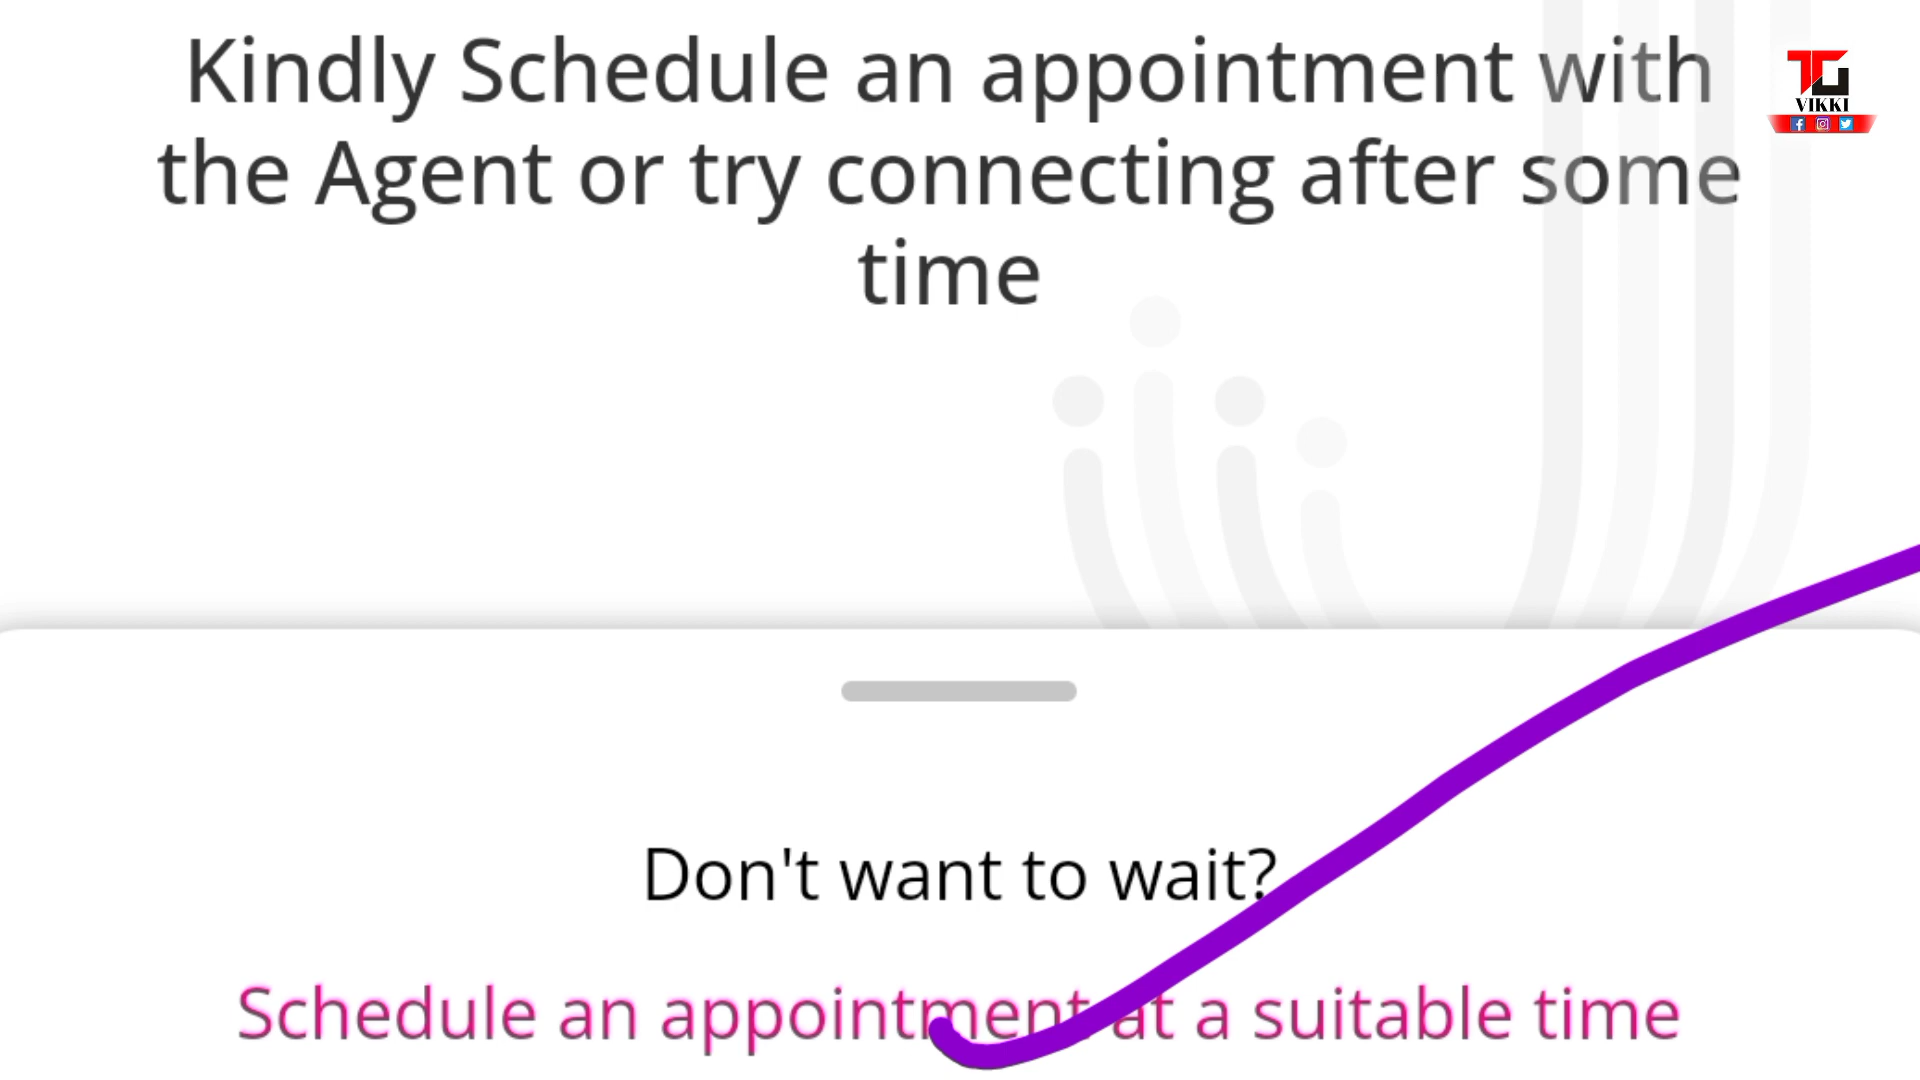 Kindly Schedule an appointment with
the Agent or try connecting after some
time
TG
VIKKI
Don't want to wait?
Schedule an appointment at a suitable time